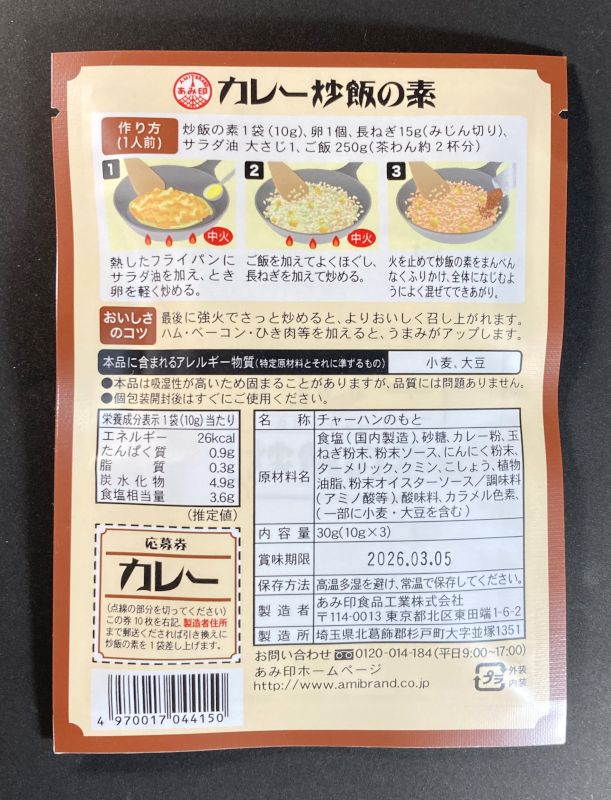 AMIJIRUSHI
あみ印
カレー炒飯の素
作り方
(1人前)
炒飯の素1袋(10g)、卵1個、長ねぎ15g(みじん切り)、
サラダ油 大さじ1、ご飯 250g(茶わん約2杯分)
1
中火
熱したフライパンに
サラダ油を加え、とき
卵を軽く炒める。
2
中火
ご飯を加えてよくほぐし、
長ねぎを加えて炒める。
3
火を止めて炒飯の素をまんべん
なくふりかけ、全体になじむよ
うによく混ぜてできあがり。
おいしさ
のコツ
最後に強火でさっと炒めると、よりおいしく召し上がれます。
ハム・ベーコン・ひき肉等を加えると、うまみがアップします。
本品に含まれるアレルギー物質(特定原材料とそれに準ずるもの)
小麦、大豆
●本品は吸湿性が高いため固まることがありますが、品質には問題ありません。
●個包装開封後はすぐにご使用ください。
栄養成分表示1袋(10g)当たり
エネルギー 26kcal
たんぱく質 0.9g
脂質 0.3g
炭水化物 4.9g
食塩相当量 3.6g
(推定値)
応募券
カレー
(点線の部分を切ってください)
この券10枚を右記、製造者住所
まで郵送くだされば引き換えに
炒飯の素を1袋差し上げます。
4 970017 044150
名称 チャーハンのもと
原材料名
食塩(国内製造)、砂糖、カレー粉、玉
ねぎ粉末、粉末ソース、にんにく粉末、
ターメリック、クミン、こしょう、植物
油脂、粉末オイスターソース/調味料
(アミノ酸等)、酸味料、カラメル色素、
(一部に小麦・大豆を含む)
内容量 30g(10g×3)
賞味期限 2026.03.05
保存方法 高温多湿を避け、常温で保存してください。
製造者 あみ印食品工業株式会社
〒114-0013 東京都北区東田端1-6-2
製造所 埼玉県北葛飾郡杉戸町大字並塚1351
お問い合わせ 0120-014-184(平日9:00~17:00)
あみ印ホームページ
http://www.amibrand.co.jp
プラ
外装
内装